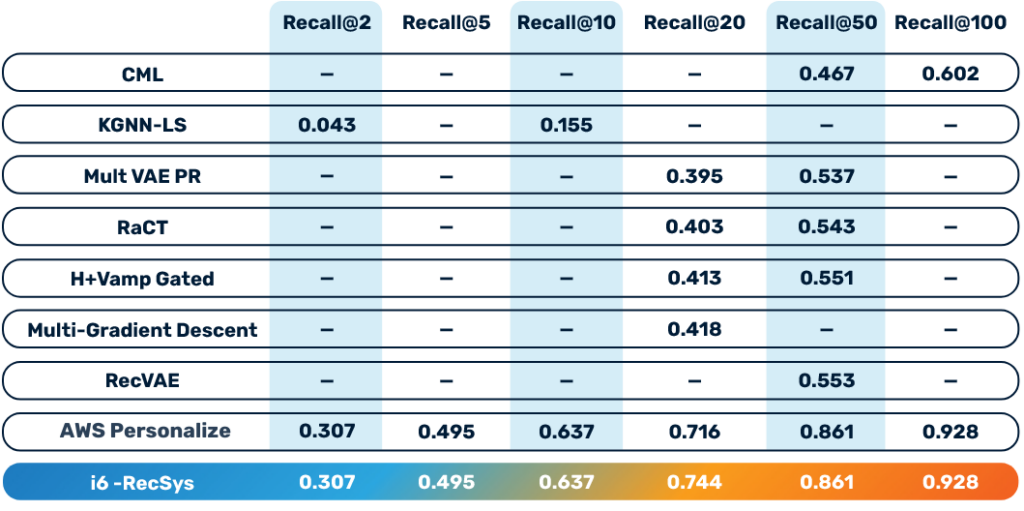 Recall@2 Recall@5 Recall@10 Recall@20 Recall@50 Recall@100
CML – – – – 0.467 0.602
KGNN-LS 0.043 – 0.155 – – –
Mult VAE PR – – – 0.395 0.537 –
RaCT – – – 0.403 0.543 –
H+Vamp Gated – – – 0.413 0.551 –
Multi-Gradient Descent – – – 0.418 – –
RecVAE – – – – 0.553 –
AWS Personalize 0.307 0.495 0.637 0.716 0.861 0.928
i6 -RecSys 0.307 0.495 0.637 0.744 0.861 0.928